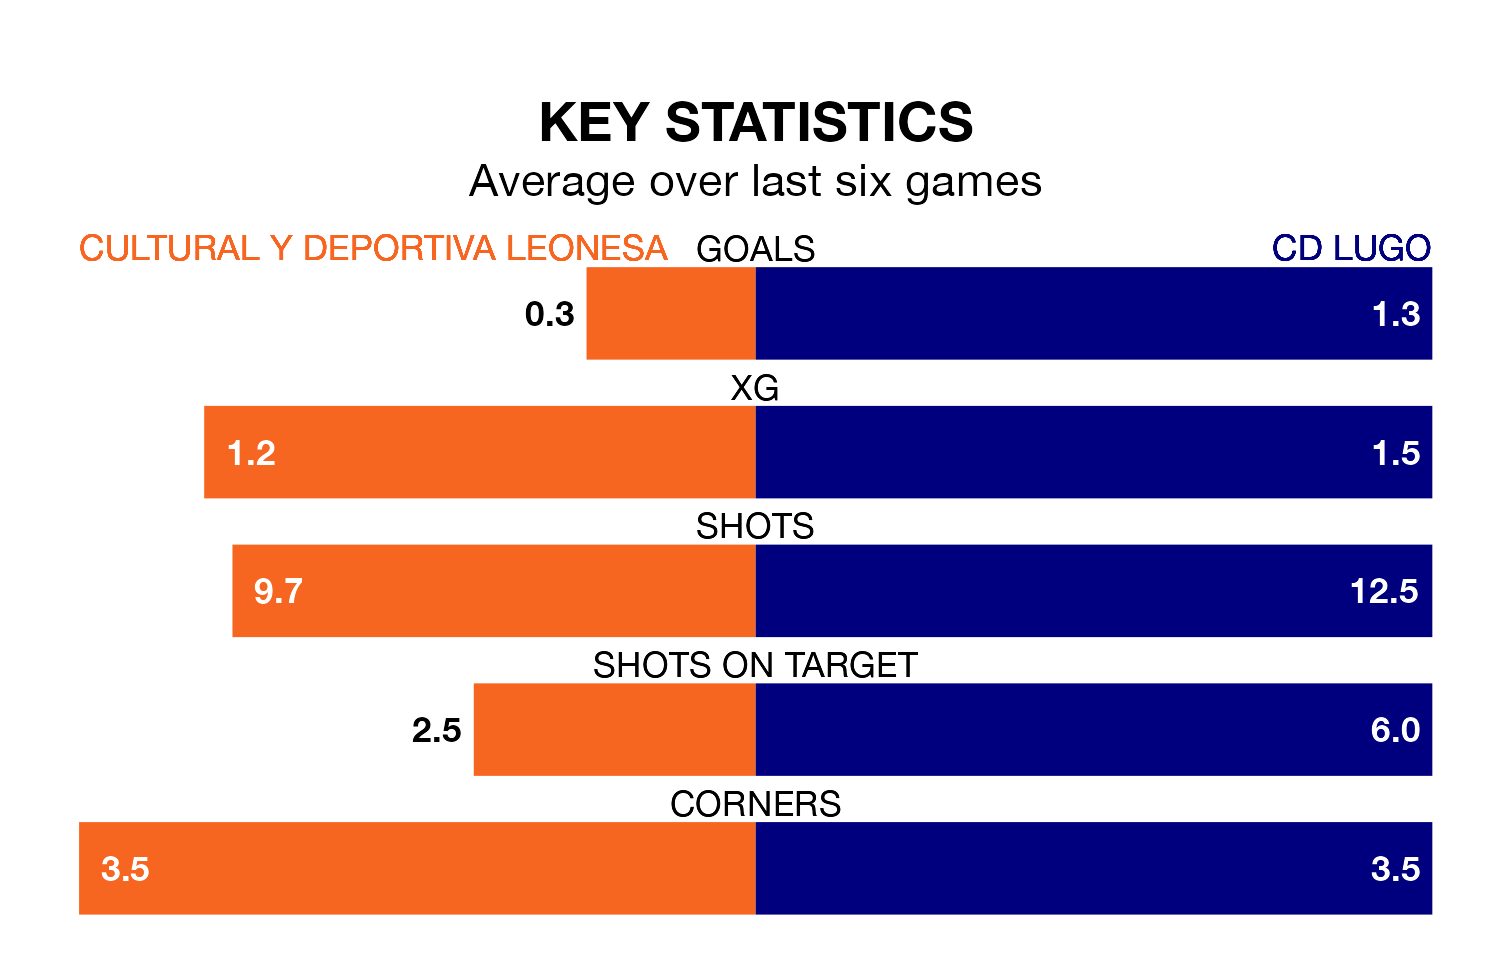 KEY STATISTICS
Average over last six games
CULTURAL Y DEPORTIVA LEONESA GOALS CD LUGO
0.3 1.3
XG
1.2 1.5
SHOTS
9.7 12.5
SHOTS ON TARGET
2.5 6.0
CORNERS
3.5 3.5